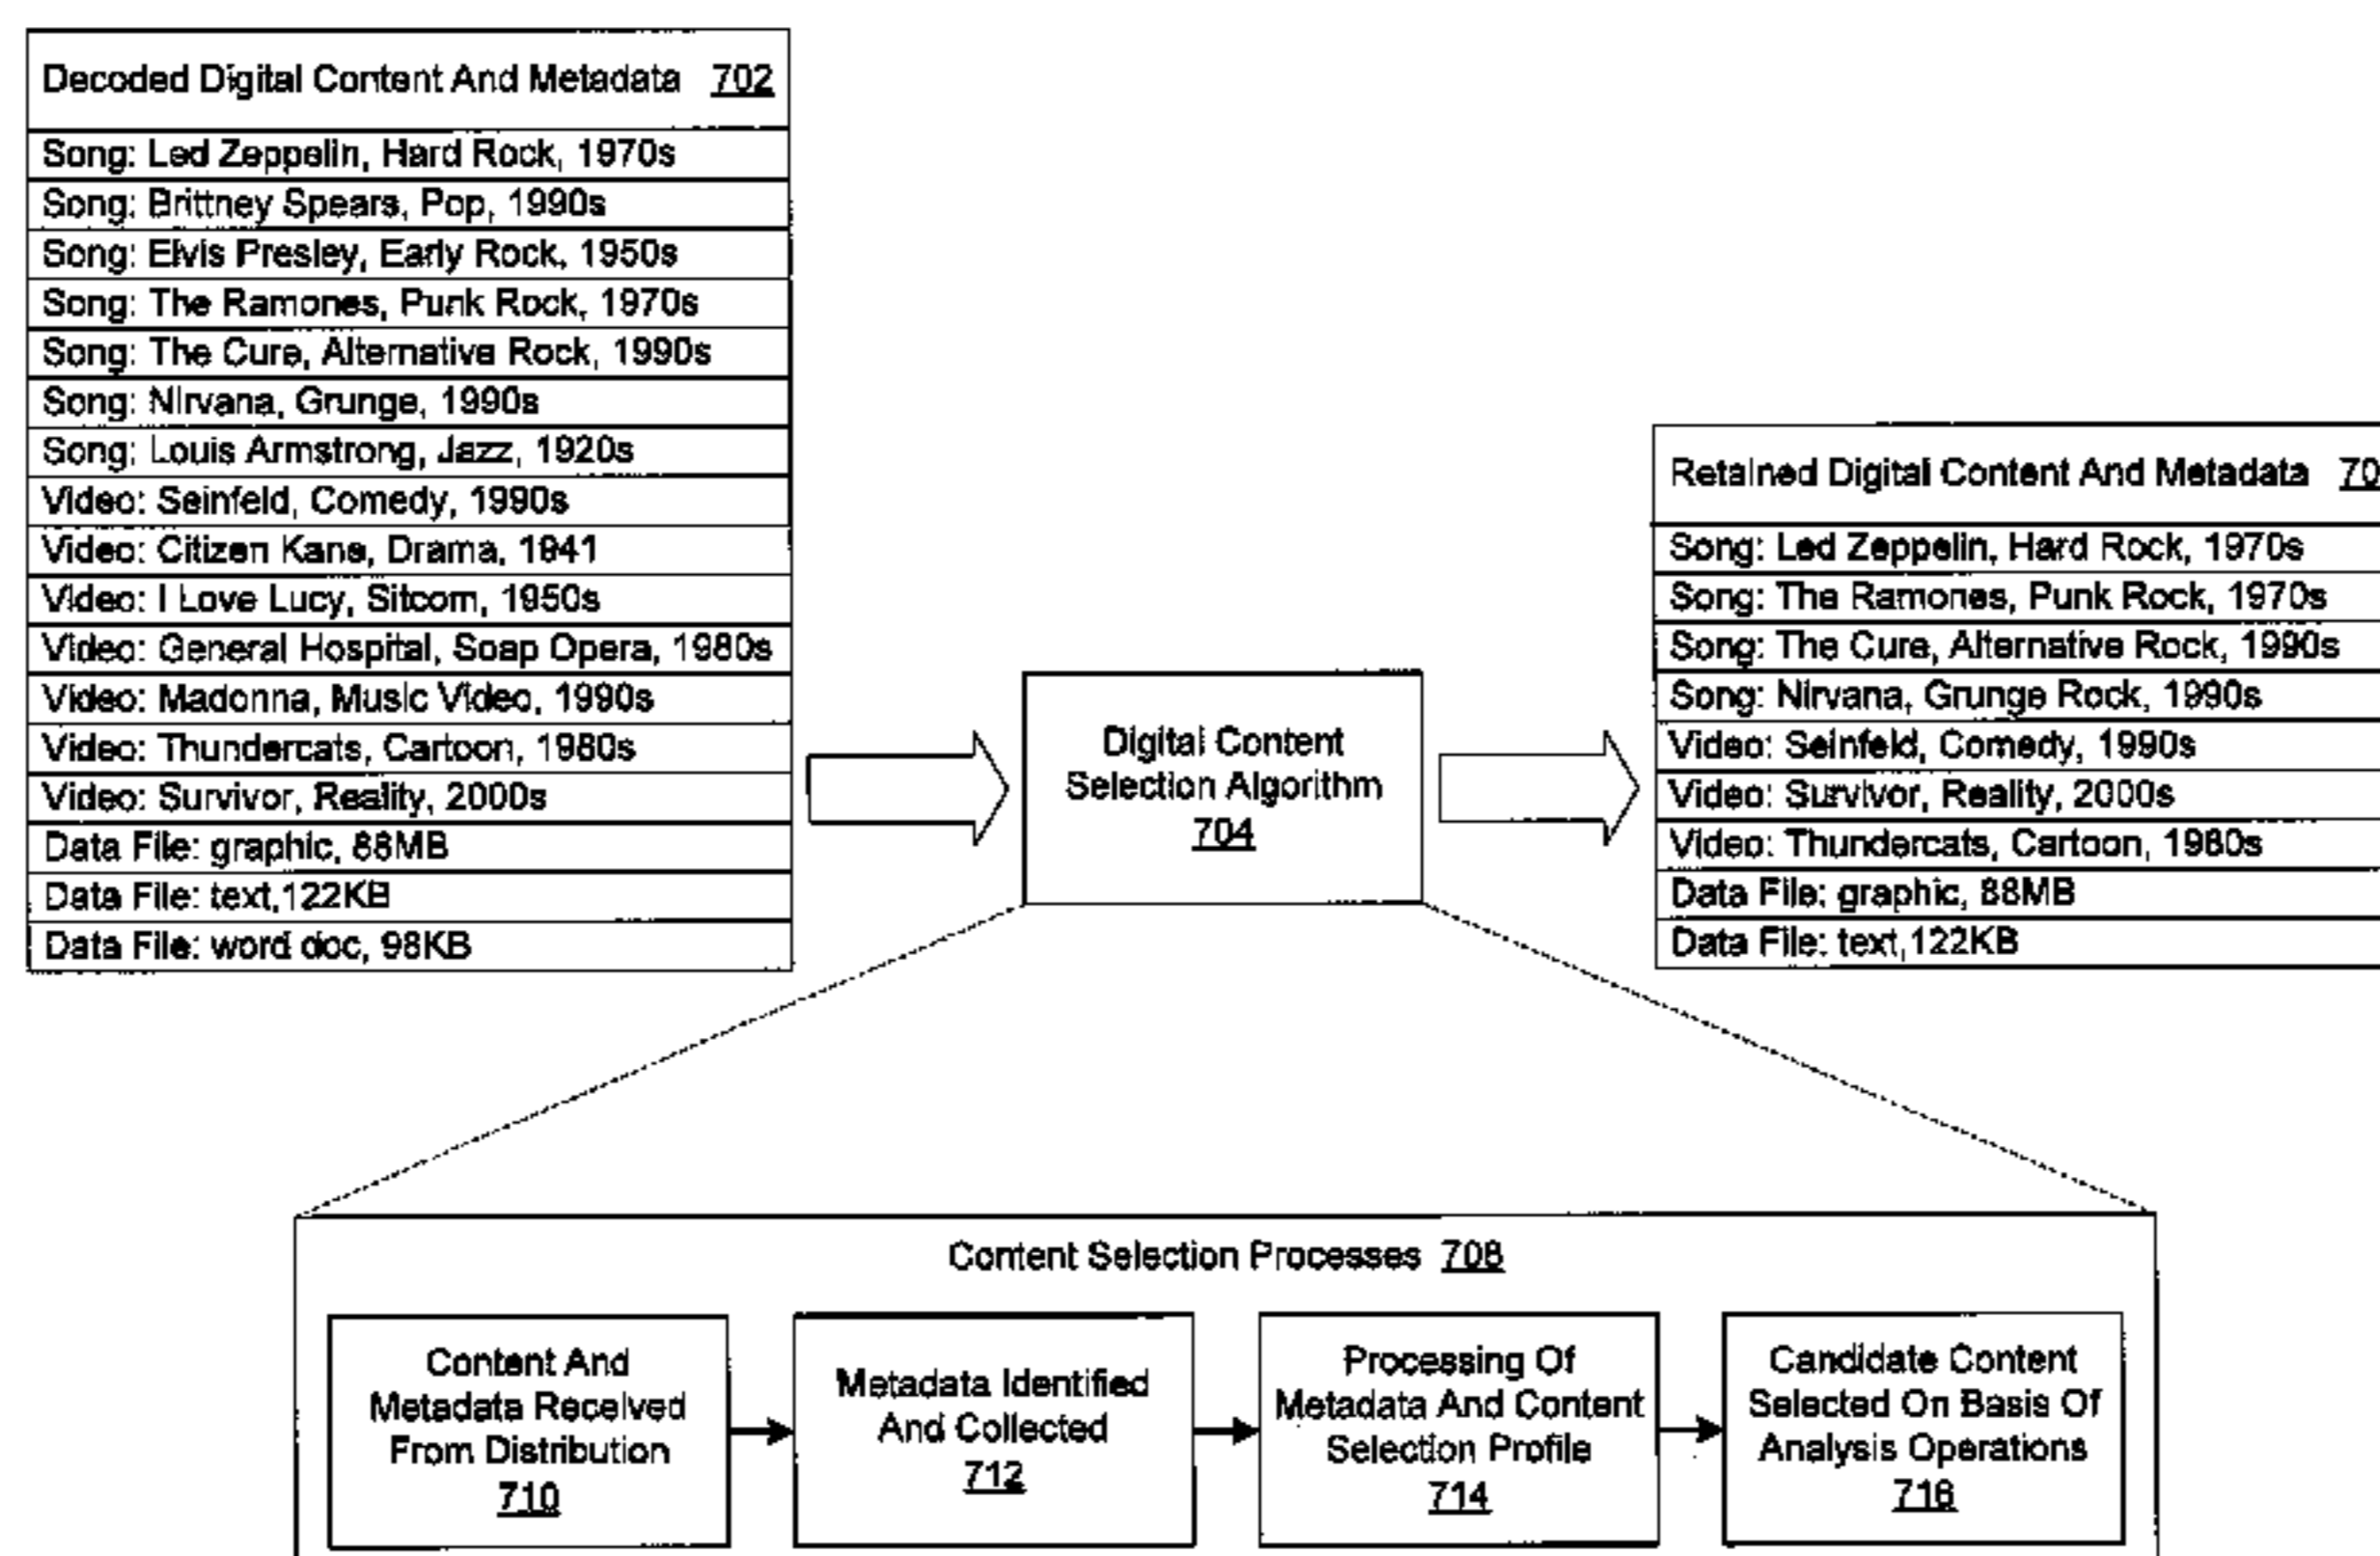 Decoded Digital Content And Metadata 702
Song: Led Zeppelin, Hard Rock, 1970s
Song: Brittney Spears, Pop, 1990s
Song: Elvis Presley, Early Rock, 1950s
Song: The Ramones, Punk Rock, 1970s
Song: The Cure, Alternative Rock, 1990s
Song: Nirvana, Grunge, 1990s
Song: Louis Armstrong, Jazz, 1920s
Video: Seinfeld, Comedy, 1990s
Video: Citizen Kane, Drama, 1941
Video: I Love Lucy, Sitcom, 1950s
Video: General Hospital, Soap Opera, 1980s
Video: Madonna, Music Video, 1990s
Video: Thundercats, Cartoon, 1980s
Video: Survivor, Reality, 2000s
Data File: graphic, 88MB
Data File: text,122KB
Data File: word doc, 98KB
Digital Content
Selection Algorithm
704
Retained Digital Content And Metadata
Song: Led Zeppelin, Hard Rock, 1970s
Song: The Ramones, Punk Rock, 1970s
Song: The Cure, Alternative Rock, 1990s
Song: Nirvana, Grunge Rock, 1990s
Video: Seinfeld, Comedy, 1990s
Video: Survivor, Reality, 2000s
Video: Thundercats, Cartoon, 1980s
Data File: graphic, 88MB
Data File: text,122KB
Content Selection Processes 708
Content And
Metadata Received
From Distribution
710
Metadata Identified
And Collected
712
Processing Of
Metadata And Content
Selection Profile
714
Candidate Content
Selected On Basis Of
Analysis Operations
716